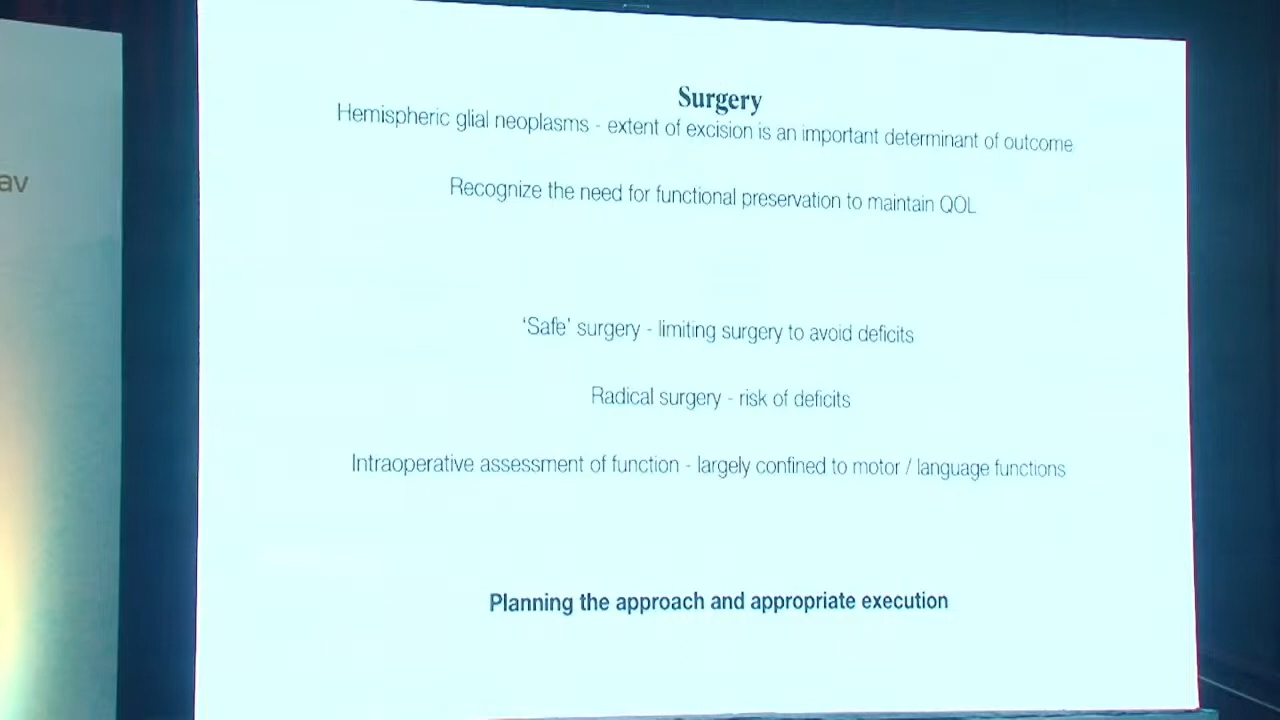 av
Surgery
Hemispheric glial neoplasms - extent of excision is an important determinant of outcome
Recognize the need for functional preservation to maintain QOL
‘Safe’ surgery - limiting surgery to avoid deficits
Radical surgery - risk of deficits
Intraoperative assessment of function - largely confined to motor / language functions
Planning the approach and appropriate execution